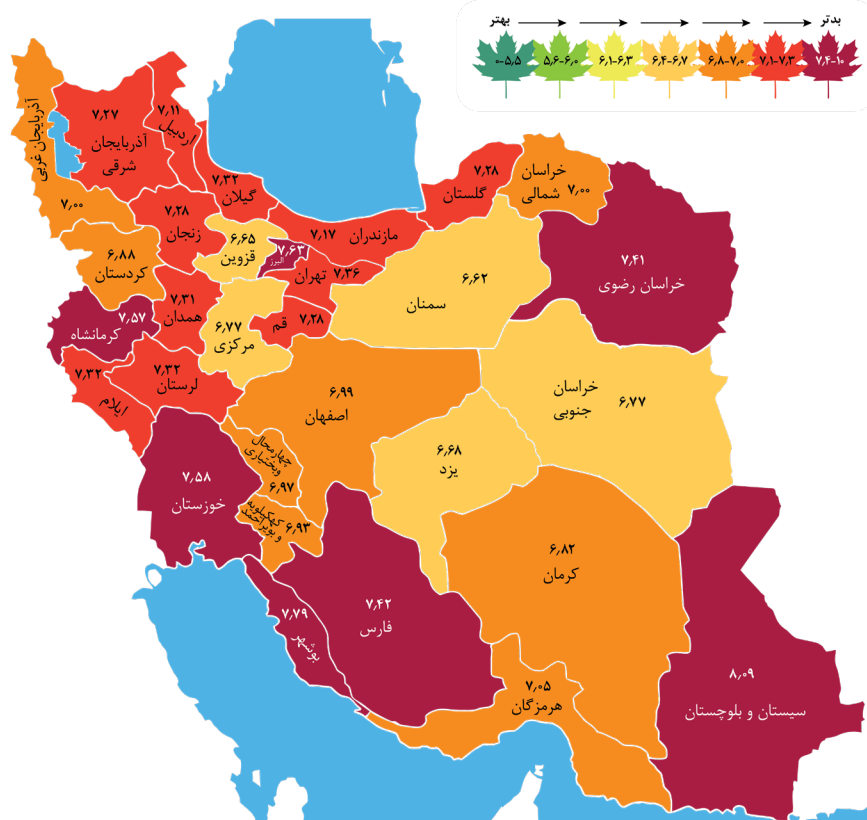 بهتر
بدتر
۰-۵٫۵
۵٫۶-۶٫۰
۶٫۱-۶٫۳
۶٫۴-۶٫۷
۶٫۸-۷٫۰
۷٫۱-۷٫۳
۷٫۴-۱۰
آذربایجان غربی
۷٫۰۰
۷٫۲۷
آذربایجان
شرقی
۷٫۱۱
اردبیل
۷٫۳۲
گیلان
۷٫۲۸
زنجان
۶٫۶۵
قزوین
۷٫۶۳
البرز
۷٫۱۷ مازندران
۷٫۳۶ تهران
۷٫۲۸
گلستان
خراسان
شمالی
۷٫۰۰
۷٫۴۱
خراسان رضوی
۶٫۶۲
سمنان
۶٫۸۸
کردستان
۷٫۵۷
کرمانشاه
۷٫۳۱
همدان
۶٫۷۷
مرکزی
۷٫۲۸ قم
۷٫۳۲
ایلام
۷٫۳۲
لرستان
۶٫۹۹
اصفهان
خراسان
جنوبی
۶٫۷۷
۶٫۶۸
یزد
چهارمحال
وبختیاری
۶٫۹۷
کهکیلویه
و بویراحمد
۶٫۹۳
۷٫۵۸
خوزستان
۶٫۸۲
کرمان
۷٫۴۲
فارس
۷٫۷۹
بوشهر
۷٫۰۵
هرمزگان
۸٫۰۹
سیستان و بلوچستان